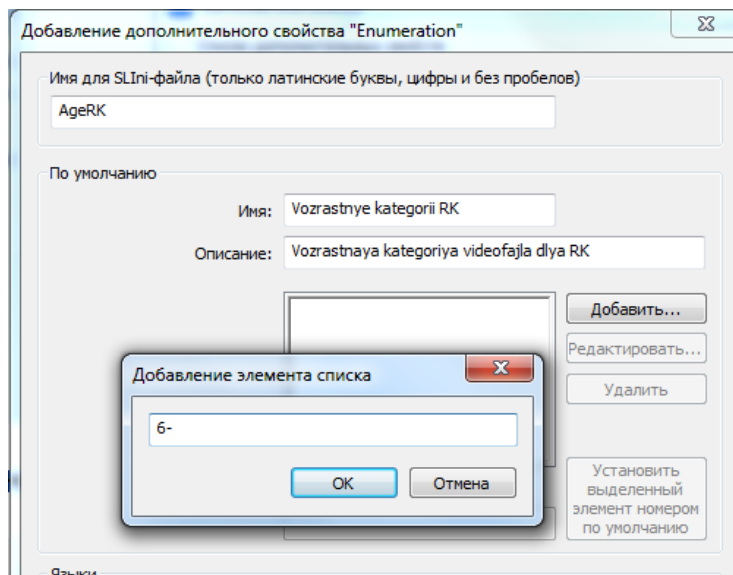 Добавление дополнительного свойства "Enumeration"
Имя для SLIni-файла (только латинские буквы, цифры и без пробелов)
AgeRK
По умолчанию
Имя: Vozrastnye kategorii RK
Описание: Vozrastnaya kategoriya videofajla dlya RK
Добавить...
Редактировать...
Удалить
Добавление элемента списка
6-
OK
Отмена
Установить
выделенный
элемент номером
по умолчанию
Языки